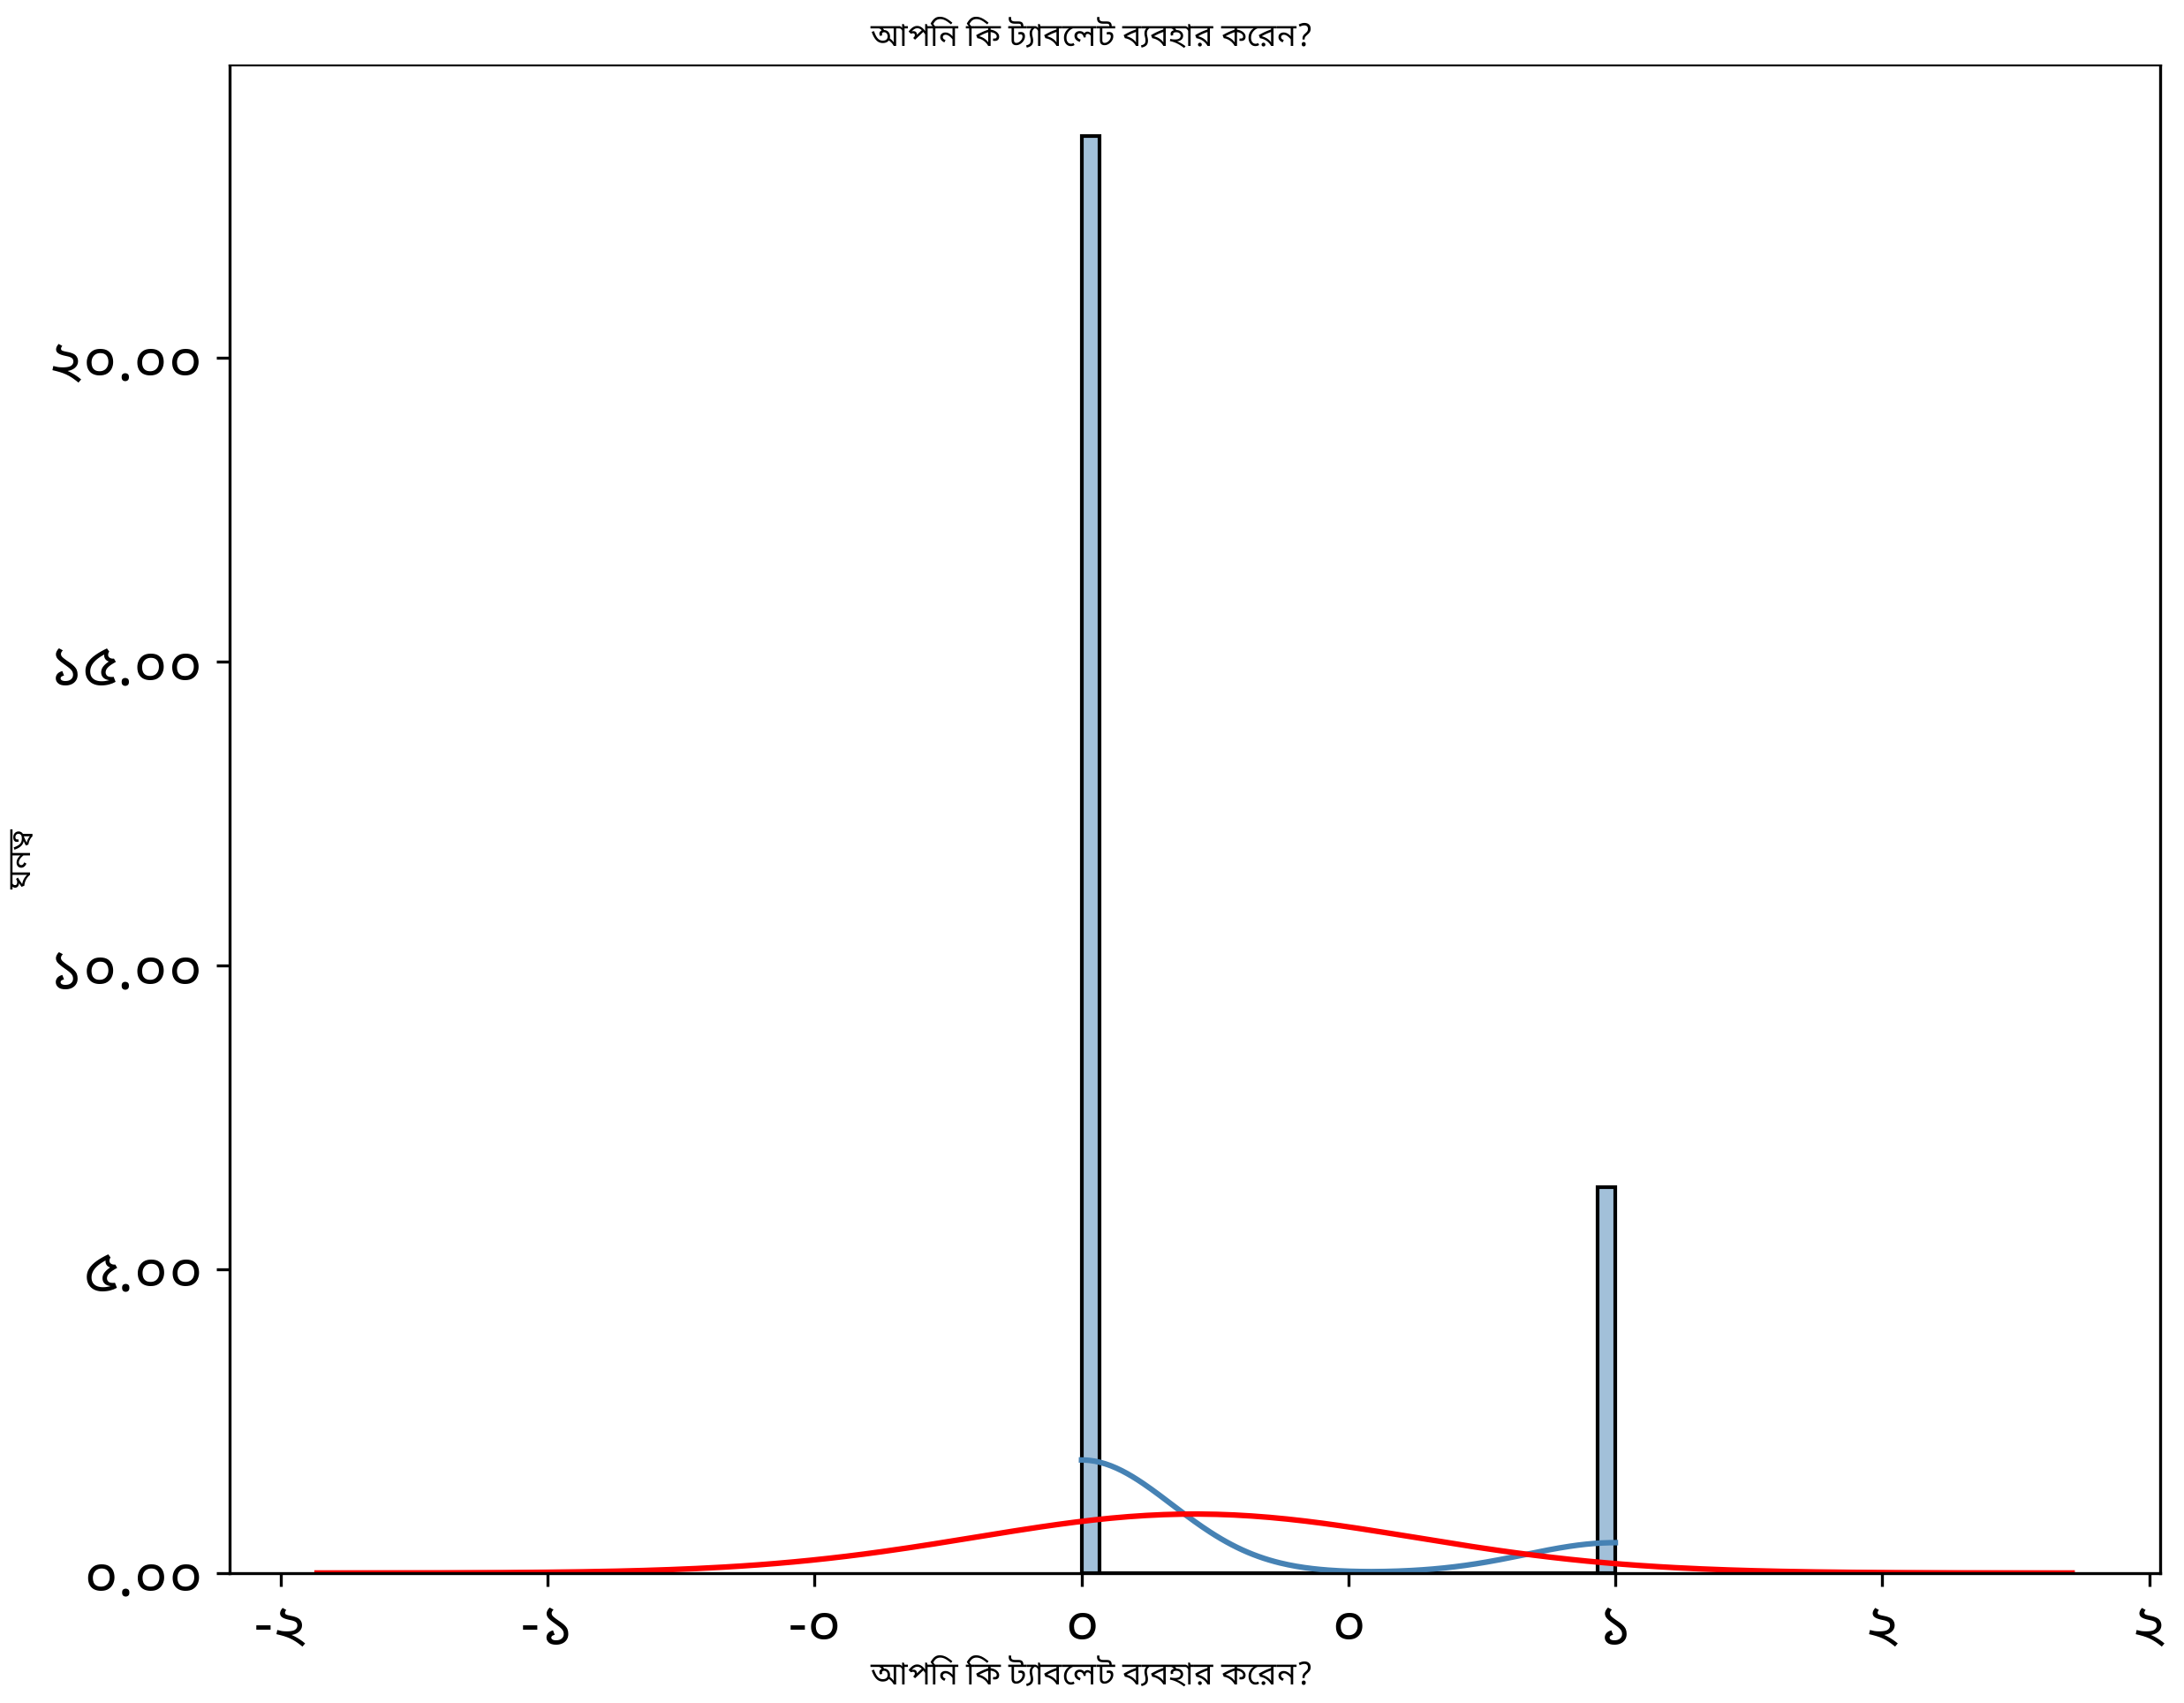 আপনি কি ট্যাবলেট ব্যবহার করেন?
ঘনত্ব
২০.০০
১৫.০০
১০.০০
৫.০০
০.০০
-২ -১ -০ ০ ০ ১ ২ ২
আপনি কি ট্যাবলেট ব্যবহার করেন?